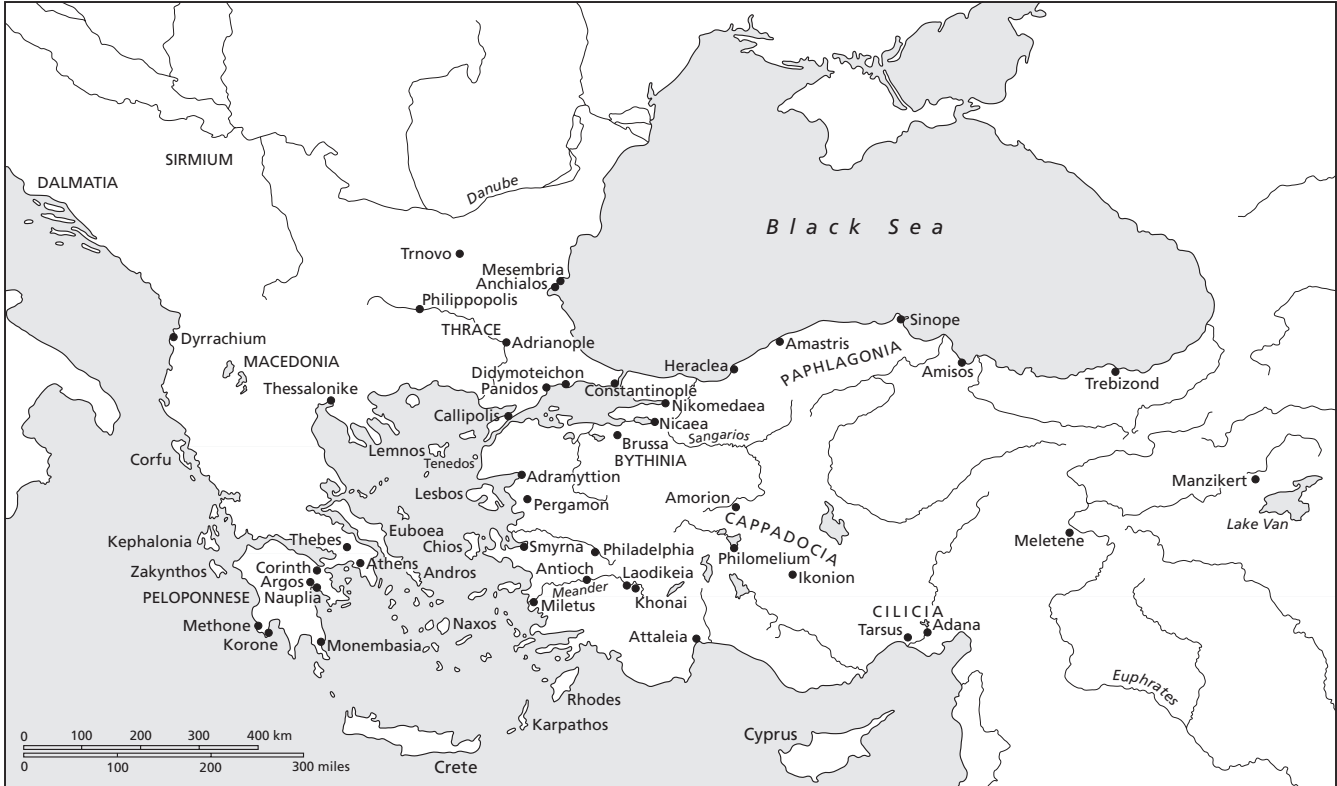 SIRMIUM
DALMATIA
Danube
Black Sea
Trnovo
Mesembria
Anchialos
Philippopolis
THRACE
Sinope
Dyrrachium
Adrianople
Amastris
MACEDONIA
PAPHLAGONIA
Heraclea
Amisos
Didymoteichon
Trebizond
Thessalonike
Panidos
Constantinople
Nikomedaea
Callipolis
Nicaea
Sangarios
Brussa
Lemnos
BYTHINIA
Corfu
Tenedos
Adramyttion
Manzikert
Lesbos
Amorion
Pergamon
Lake Van
CAPPADOCIA
Euboea
Kephalonia
Thebes
Chios
Smyrna
Philadelphia
Meletene
Philomelium
Athens
Corinth
Antioch
Laodikeia
Zakynthos
Andros
Ikonion
Argos
Meander
PELOPONNESE
Nauplia
Miletus
Khonai
CILICIA
Methone
Naxos
Adana
Tarsus
Korone
Monembasia
Attaleia
Euphrates
Rhodes
Karpathos
Cyprus
0 100 200 300 400 km
0 100 200 300 miles
Crete